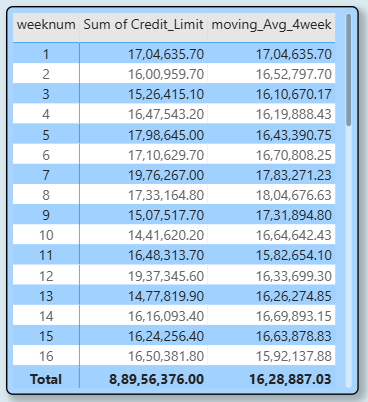 weeknum Sum of Credit_Limit moving_Avg_4week
1 17,04,635.70 17,04,635.70
2 16,00,959.70 16,52,797.70
3 15,26,415.10 16,10,670.17
4 16,47,543.20 16,19,888.43
5 17,98,645.00 16,43,390.75
6 17,10,629.70 16,70,808.25
7 19,76,267.00 17,83,271.23
8 17,33,164.80 18,04,676.63
9 15,07,517.70 17,31,894.80
10 14,41,620.20 16,64,642.43
11 16,48,313.70 15,82,654.10
12 19,37,345.60 16,33,699.30
13 14,77,819.90 16,26,274.85
14 16,16,093.40 16,69,893.15
15 16,24,256.40 16,63,878.83
16 16,50,381.80 15,92,137.88
Total 8,89,56,376.00 16,28,887.03